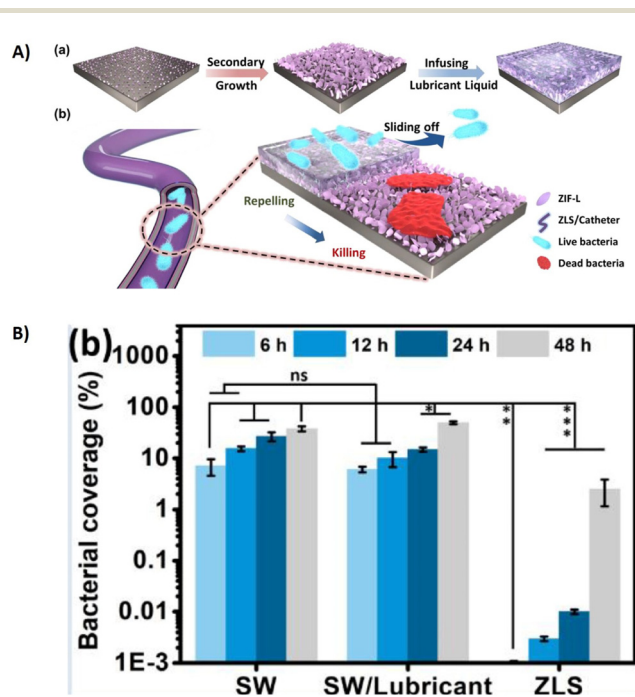 A)
(a)
Secondary
Growth
Infusing
Lubricant Liquid
(b)
Sliding off
Repelling
Killing
ZIF-L
ZLS/Catheter
Live bacteria
Dead bacteria
B)
(b)
6 h 12 h 24 h 48 h
ns
*
**
***
Bacterial coverage (%)
1000
100
10
1
0.1
0.01
1E-3
SW SW/Lubricant ZLS